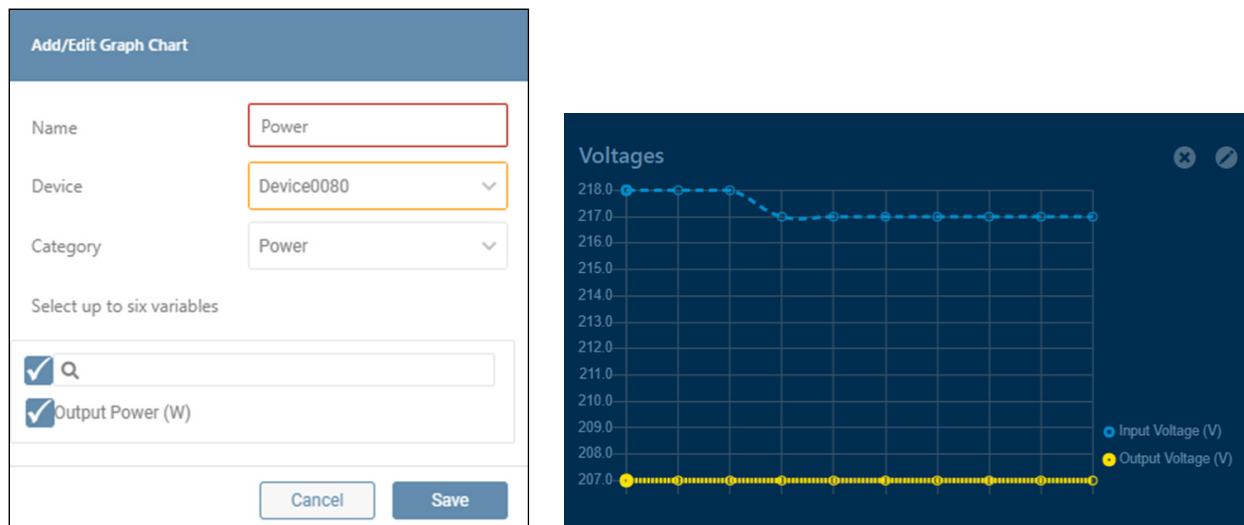 Add/Edit Graph Chart
Name
Power
Device
Device0080
Category
Power
Select up to six variables
Output Power (W)
Cancel
Save
Voltages
218.0
217.0
216.0
215.0
214.0
213.0
212.0
211.0
210.0
209.0
208.0
207.0
Input Voltage (V)
Output Voltage (V)